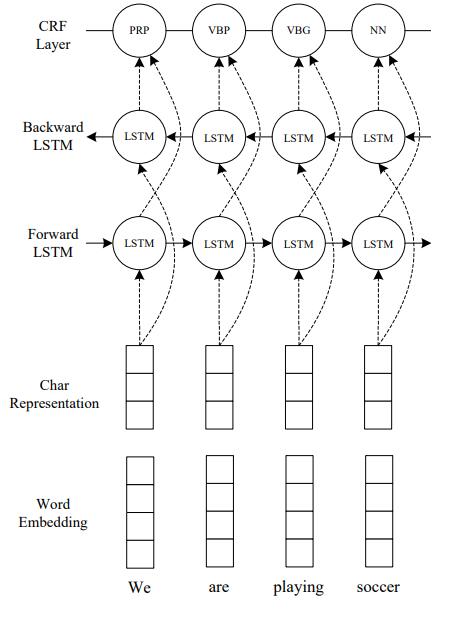 CRF
Layer
PRP VBP VBG NN
Backward
LSTM
LSTM LSTM LSTM LSTM
Forward
LSTM
LSTM LSTM LSTM LSTM
Char
Representation
Word
Embedding
We are playing soccer